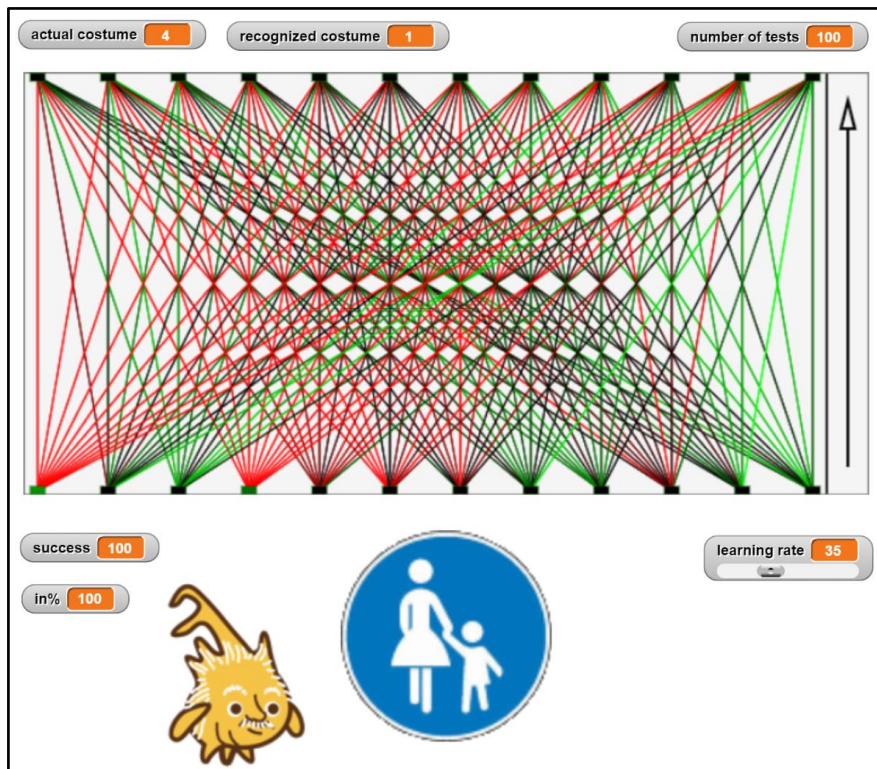 actual costume 4
recognized costume 1
number of tests 100
success 100
learning rate 35
in% 100